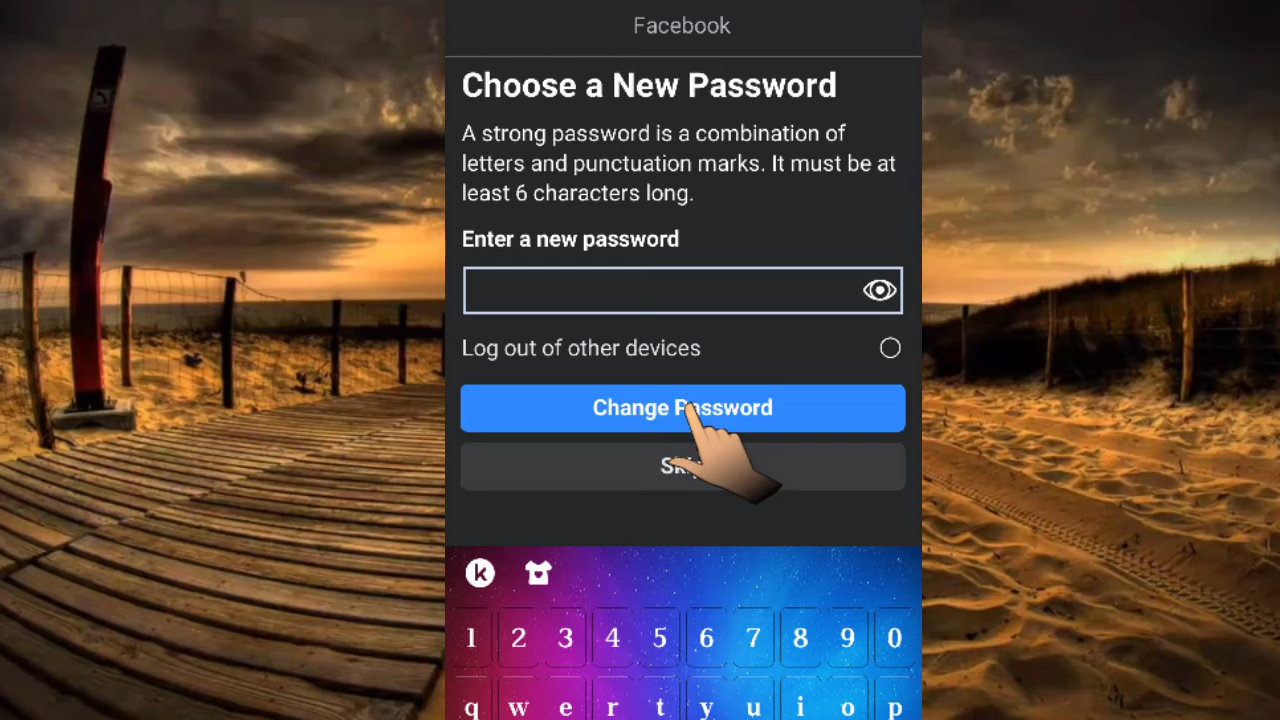 Facebook
Choose a New Password
A strong password is a combination of
letters and punctuation marks. It must be at
least 6 characters long.
Enter a new password
Log out of other devices
Change Password
k
1 2 3 4 5 6 7 8 9 0
q w e r t y u i o p